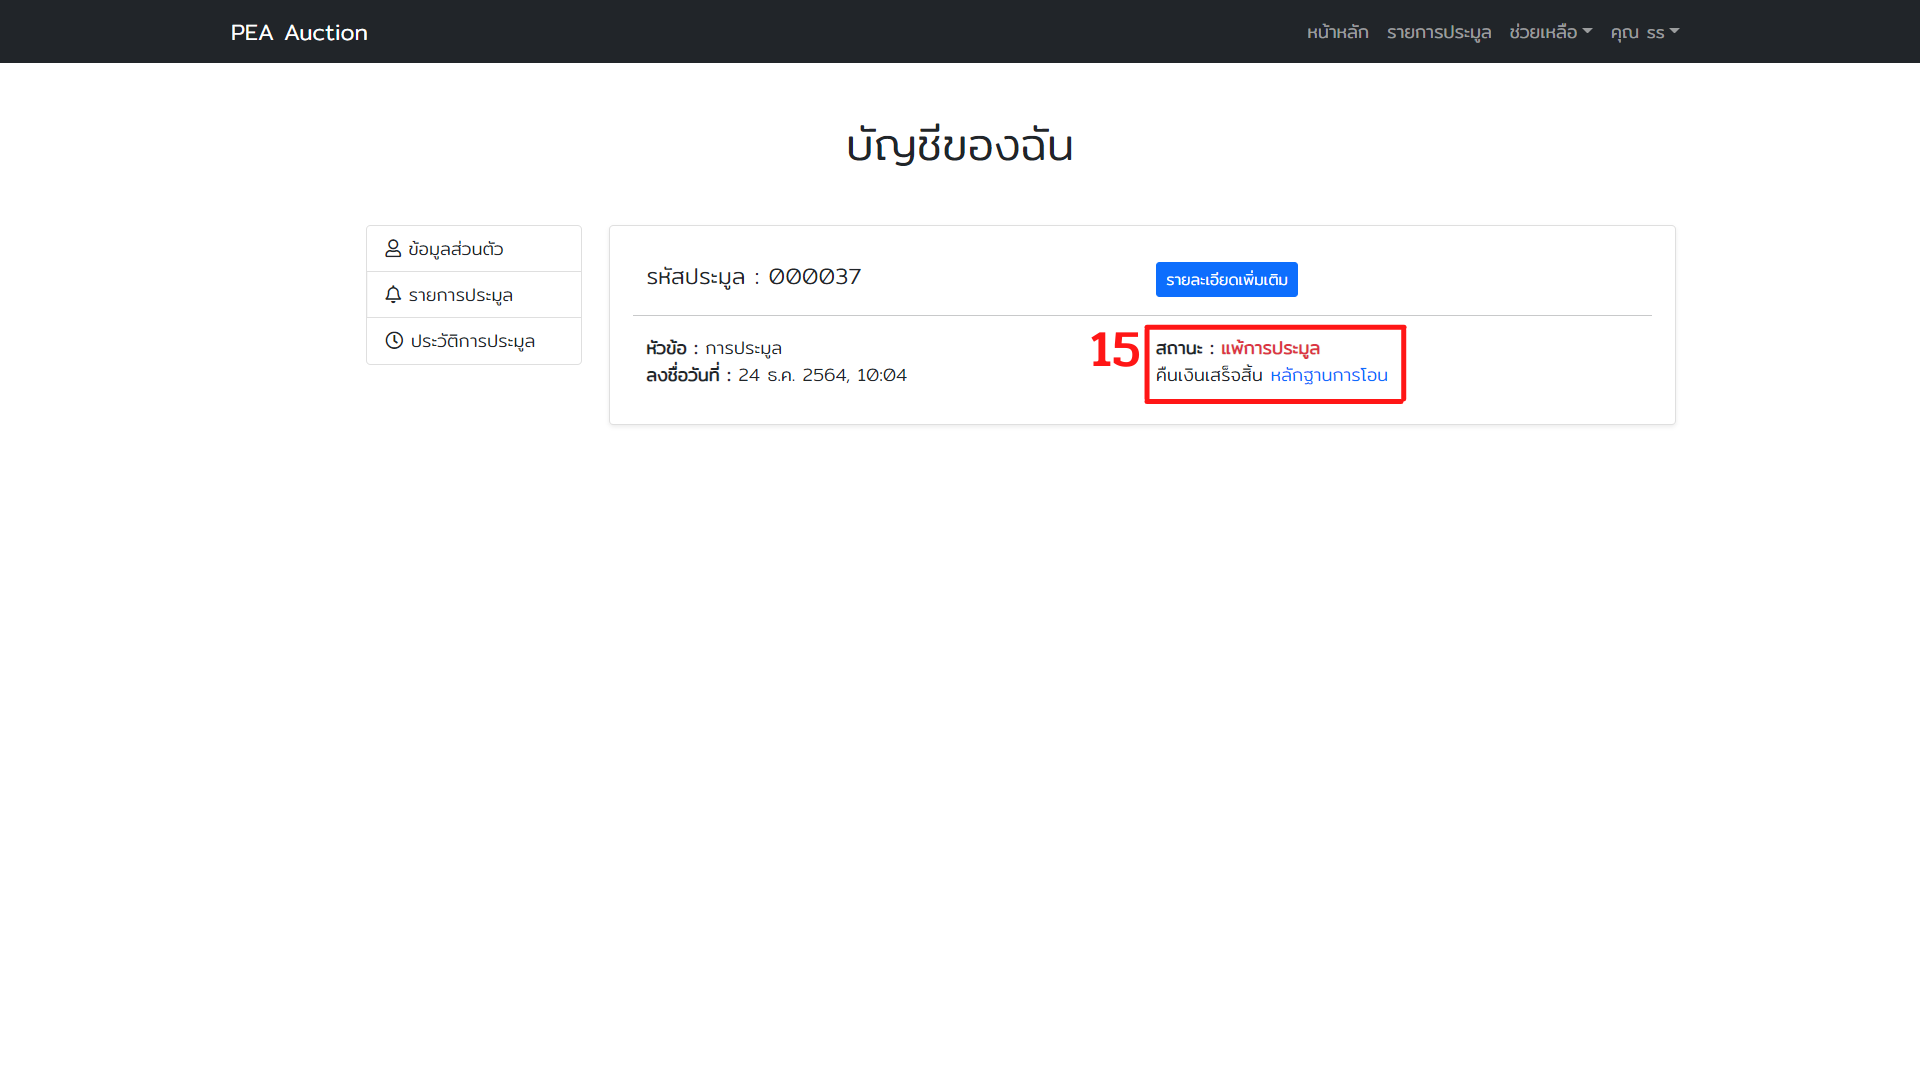 PEA Auction
หน้าหลัก รายการประมูล ช่วยเหลือ คุณ ss
บัญชีของฉัน
ข้อมูลส่วนตัว
รายการประมูล
ประวัติการประมูล
รหัสประมูล : 000037
รายละเอียดเพิ่มเติม
หัวข้อ : การประมูล
ลงชื่อวันที่ : 24 ธ.ค. 2564, 10:04
15
สถานะ : แพ้การประมูล
คืนเงินเสร็จสิ้น หลักฐานการโอน